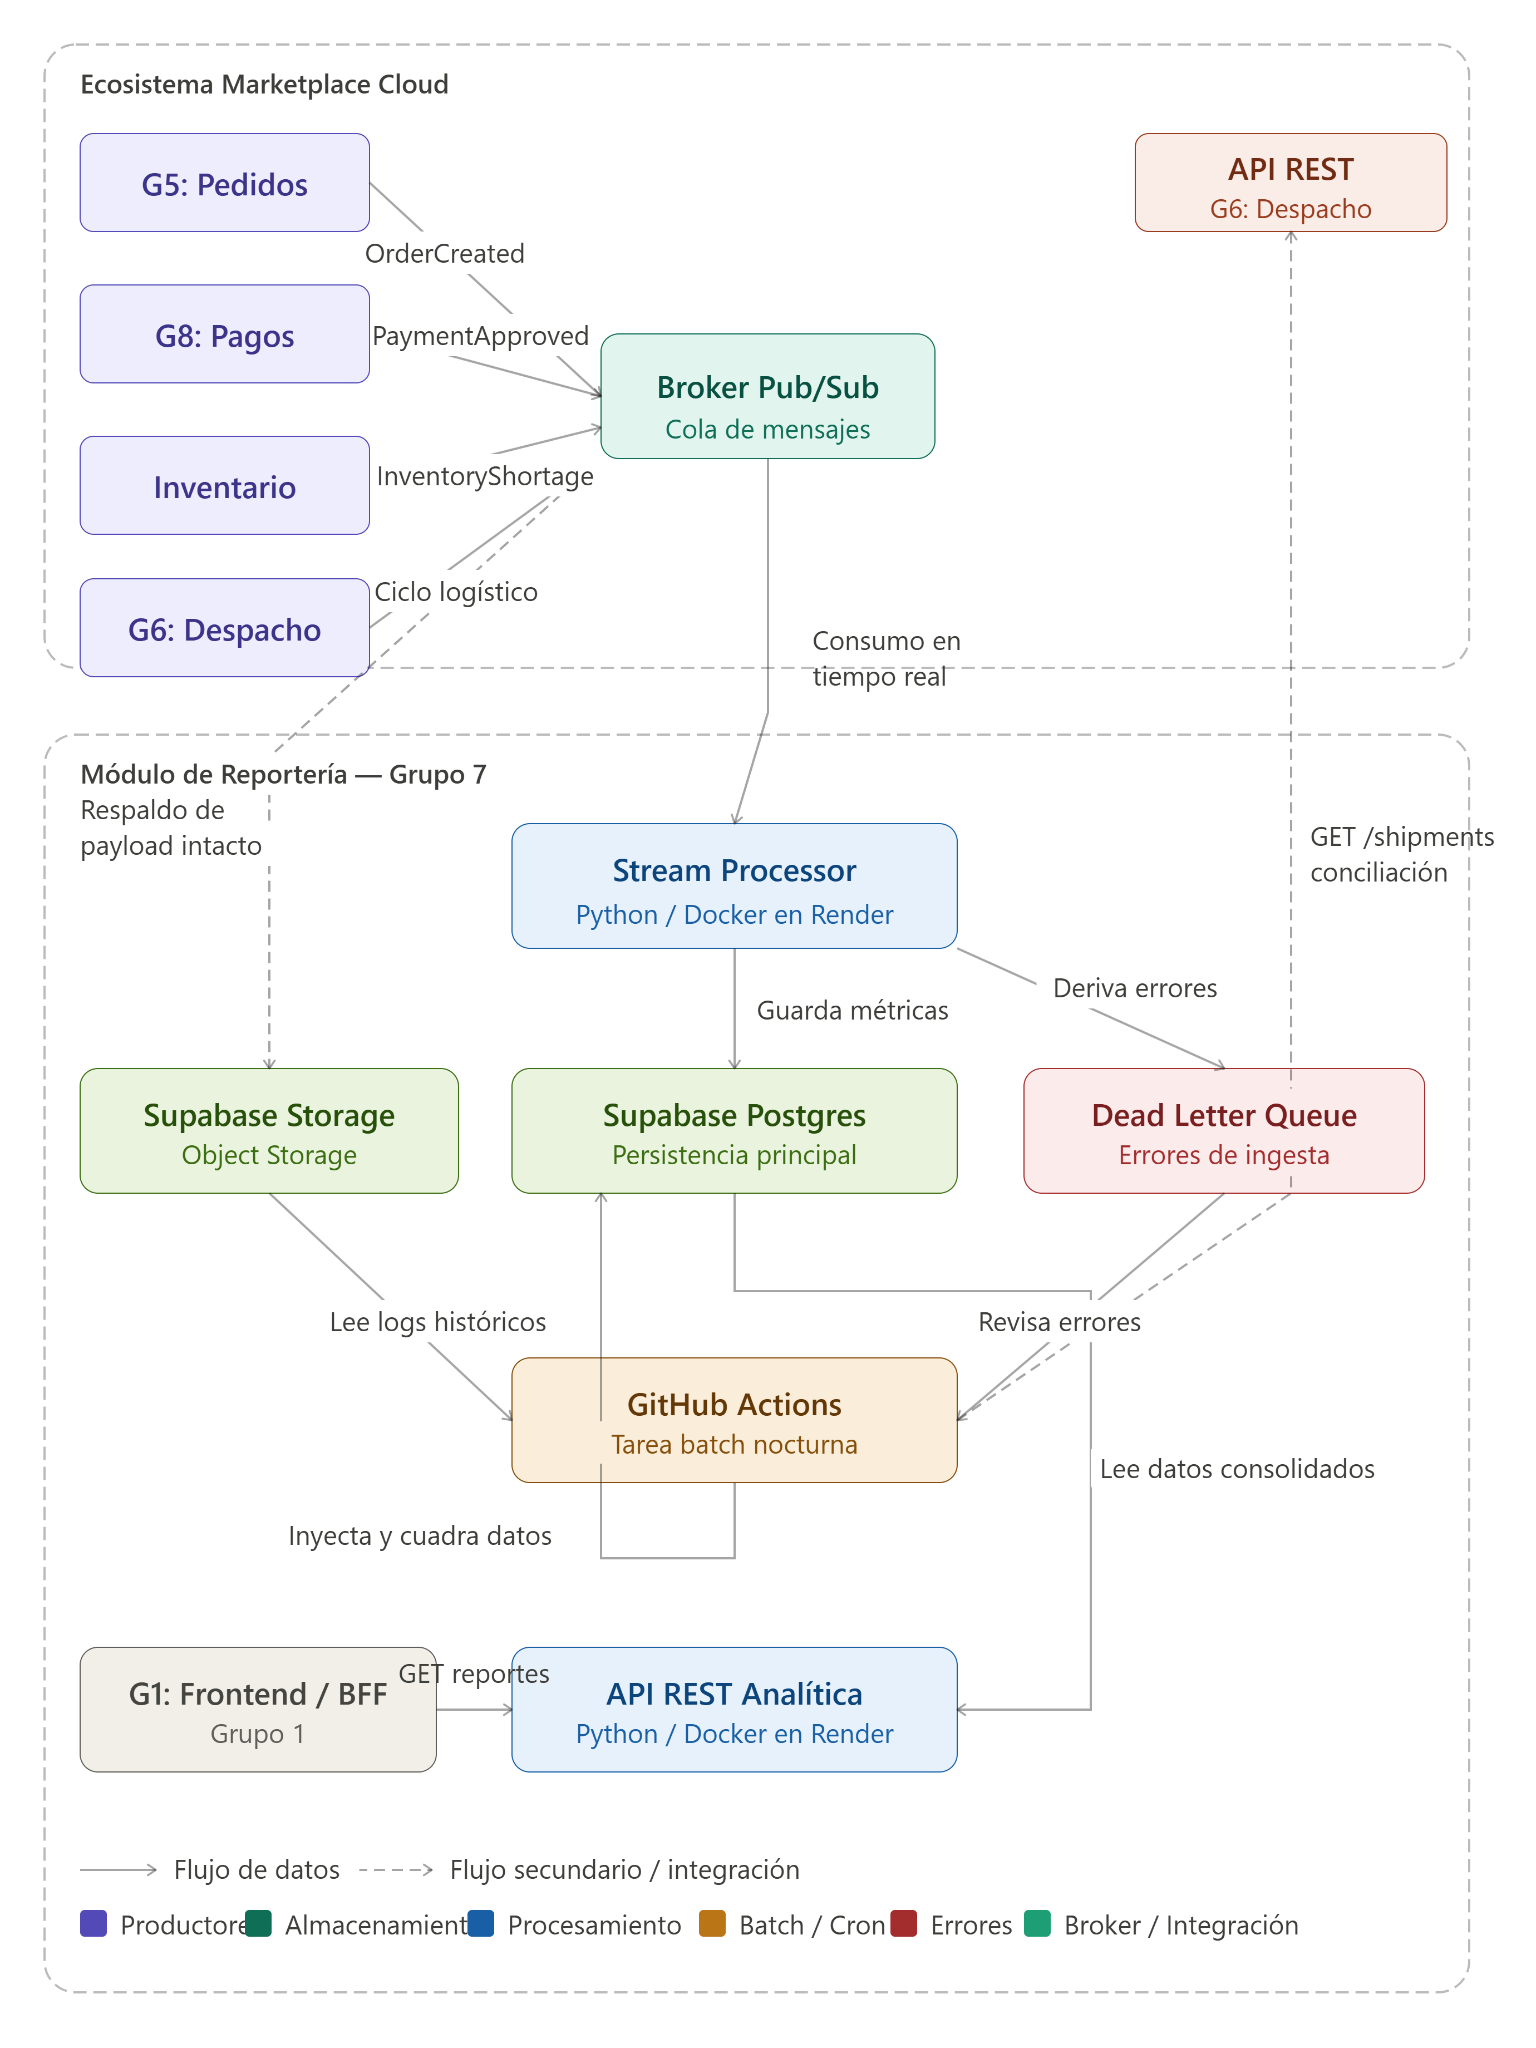 Ecosistema Marketplace Cloud
G5: Pedidos
API REST
G6: Despacho
OrderCreated
G8: Pagos
PaymentApproved
Broker Pub/Sub
Cola de mensajes
Inventario
InventoryShortage
Ciclo logístico
G6: Despacho
Consumo en
tiempo real
Módulo de Reportería — Grupo 7
Respaldo de
payload intacto
GET /shipments
conciliación
Stream Processor
Python / Docker en Render
Guarda métricas
Deriva errores
Supabase Storage
Object Storage
Supabase Postgres
Persistencia principal
Dead Letter Queue
Errores de ingesta
Lee logs históricos
Revisa errores
GitHub Actions
Tarea batch nocturna
Lee datos consolidados
Inyecta y cuadra datos
G1: Frontend / BFF
Grupo 1
GET reportes
API REST Analítica
Python / Docker en Render
Flujo de datos
Flujo secundario / integración
Productore
Almacenamient
Procesamiento
Batch / Cron
Errores
Broker / Integración